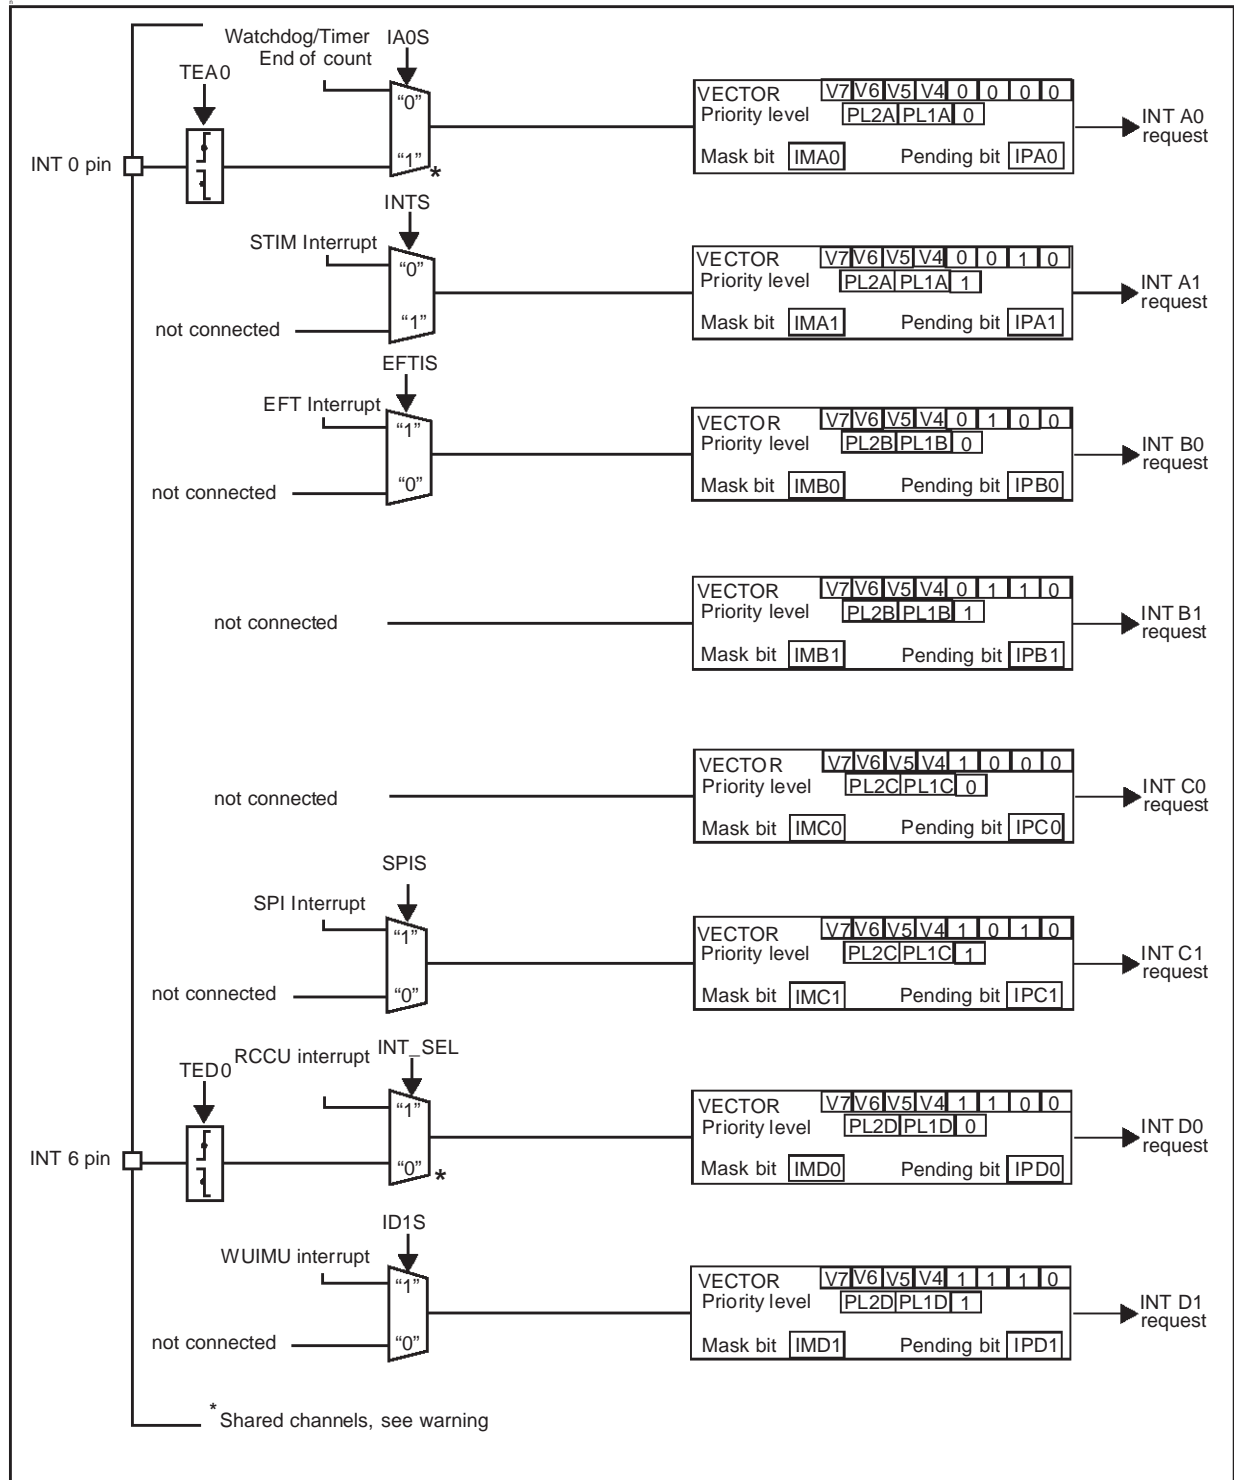 Watchdog/Timer
End of count
IA0S
TEA0
INT 0 pin
“0”
“1”
*
VECTOR V7 V6 V5 V4 0 0 0 0
Priority level PL2A PL1A 0
Mask bit IMA0 Pending bit IPA0
INT A0
request
INTS
STIM Interrupt
“0”
not connected
“1”
VECTOR V7 V6 V5 V4 0 0 1 0
Priority level PL2A PL1A 1
Mask bit IMA1 Pending bit IPA1
INT A1
request
EFTIS
EFT Interrupt
“1”
not connected
“0”
VECTOR V7 V6 V5 V4 0 1 0 0
Priority level PL2B PL1B 0
Mask bit IMB0 Pending bit IPB0
INT B0
request
not connected
VECTOR V7 V6 V5 V4 0 1 1 0
Priority level PL2B PL1B 1
Mask bit IMB1 Pending bit IPB1
INT B1
request
not connected
VECTOR V7 V6 V5 V4 1 0 0 0
Priority level PL2C PL1C 0
Mask bit IMC0 Pending bit IPC0
INT C0
request
SPIS
SPI Interrupt
“1”
not connected
“0”
VECTOR V7 V6 V5 V4 1 0 1 0
Priority level PL2C PL1C 1
Mask bit IMC1 Pending bit IPC1
INT C1
request
INT_SEL
RCCU interrupt
TED0
“1”
INT 6 pin
“0”
*
VECTOR V7 V6 V5 V4 1 1 0 0
Priority level PL2D PL1D 0
Mask bit IMD0 Pending bit IPD0
INT D0
request
ID1S
WUIMU interrupt
“1”
not connected
“0”
VECTOR V7 V6 V5 V4 1 1 1 0
Priority level PL2D PL1D 1
Mask bit IMD1 Pending bit IPD1
INT D1
request
* Shared channels, see warning